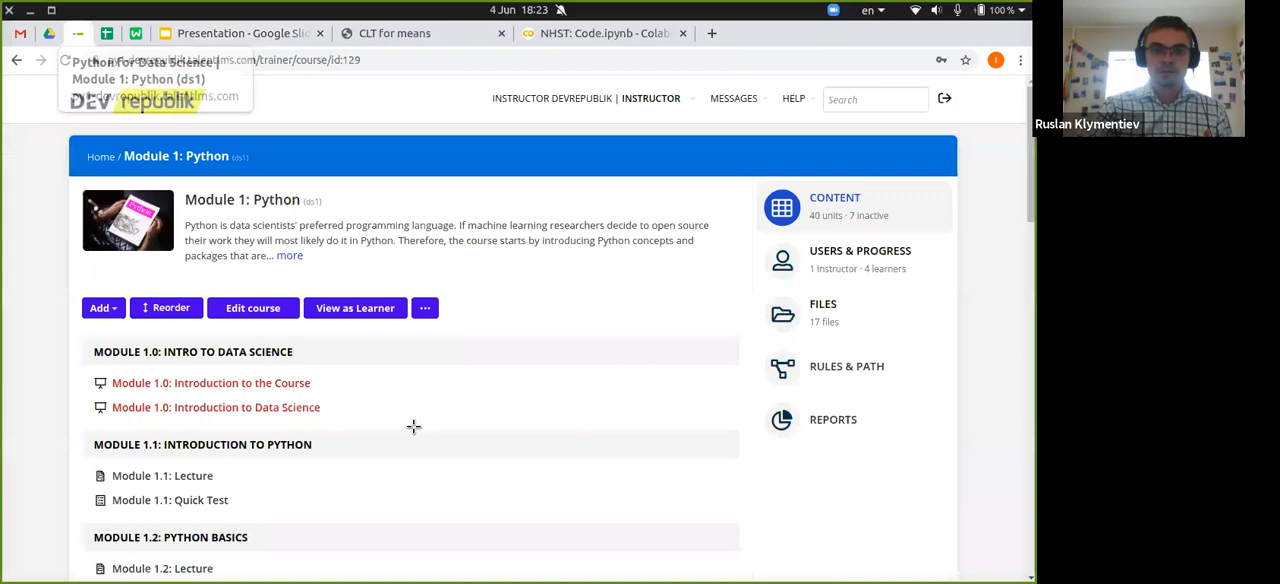 4 Jun 18:23
en
100 %
Presentation - Google Slid
CLT for means
NHST: Code.ipynb - Colab
talentlms.com/trainer/course/id:129
Python for Data Science |
Module 1: Python (ds1)
DEV republik
INSTRUCTOR DEVREPUBLIK | INSTRUCTOR
MESSAGES
HELP
Search
Ruslan Klymentiev
Home / Module 1: Python (ds1)
Module 1: Python (ds1)
Python is data scientists’ preferred programming language. If machine learning researchers decide to open source
their work they will most likely do it in Python. Therefore, the course starts by introducing Python concepts and
packages that are... more
Add
Reorder
Edit course
View as Learner
...
MODULE 1.0: INTRO TO DATA SCIENCE
Module 1.0: Introduction to the Course
Module 1.0: Introduction to Data Science
MODULE 1.1: INTRODUCTION TO PYTHON
Module 1.1: Lecture
Module 1.1: Quick Test
MODULE 1.2: PYTHON BASICS
Module 1.2: Lecture
CONTENT
40 units · 7 inactive
USERS & PROGRESS
1 instructor · 4 learners
FILES
17 files
RULES & PATH
REPORTS